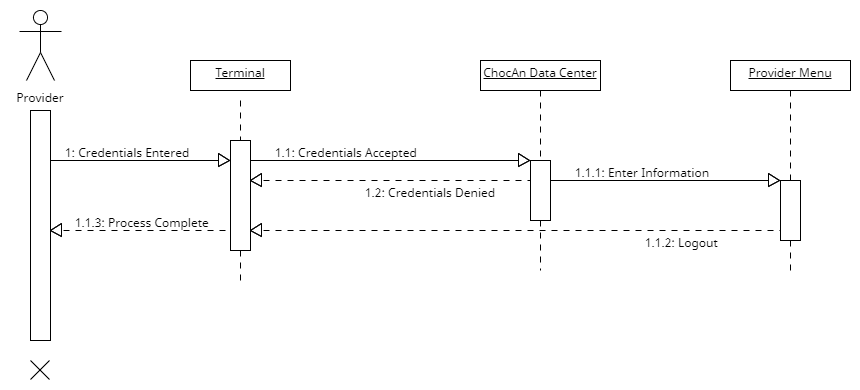 Provider
Terminal
ChocAn Data Center
Provider Menu
1: Credentials Entered
1.1: Credentials Accepted
1.1.1: Enter Information
1.2: Credentials Denied
1.1.3: Process Complete
1.1.2: Logout